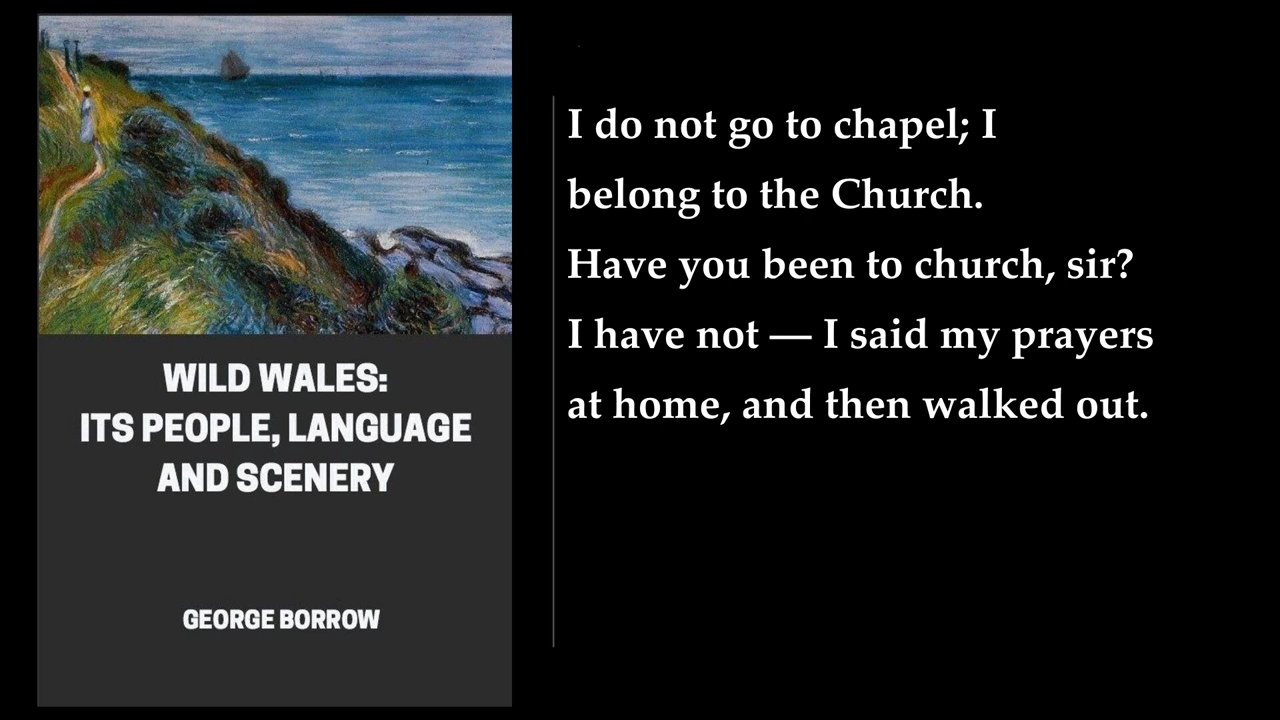 WILD WALES:
ITS PEOPLE, LANGUAGE
AND SCENERY
GEORGE BORROW
I do not go to chapel; I
belong to the Church.
Have you been to church, sir?
I have not — I said my prayers
at home, and then walked out.